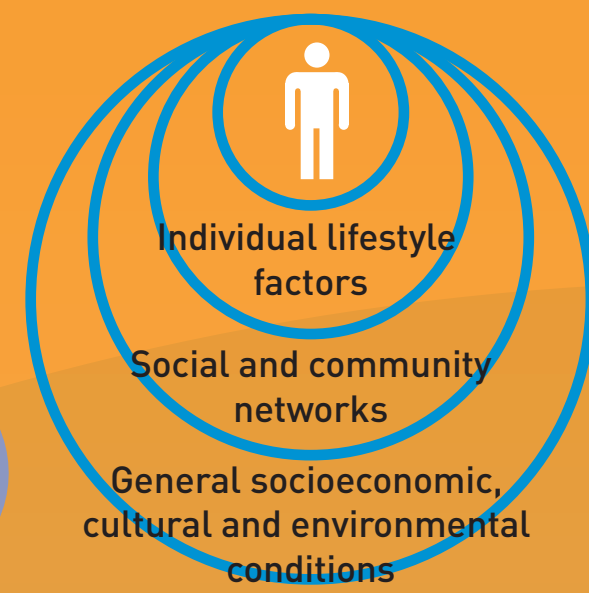 Individual lifestyle
factors
Social and community
networks
General socioeconomic,
cultural and environmental
conditions